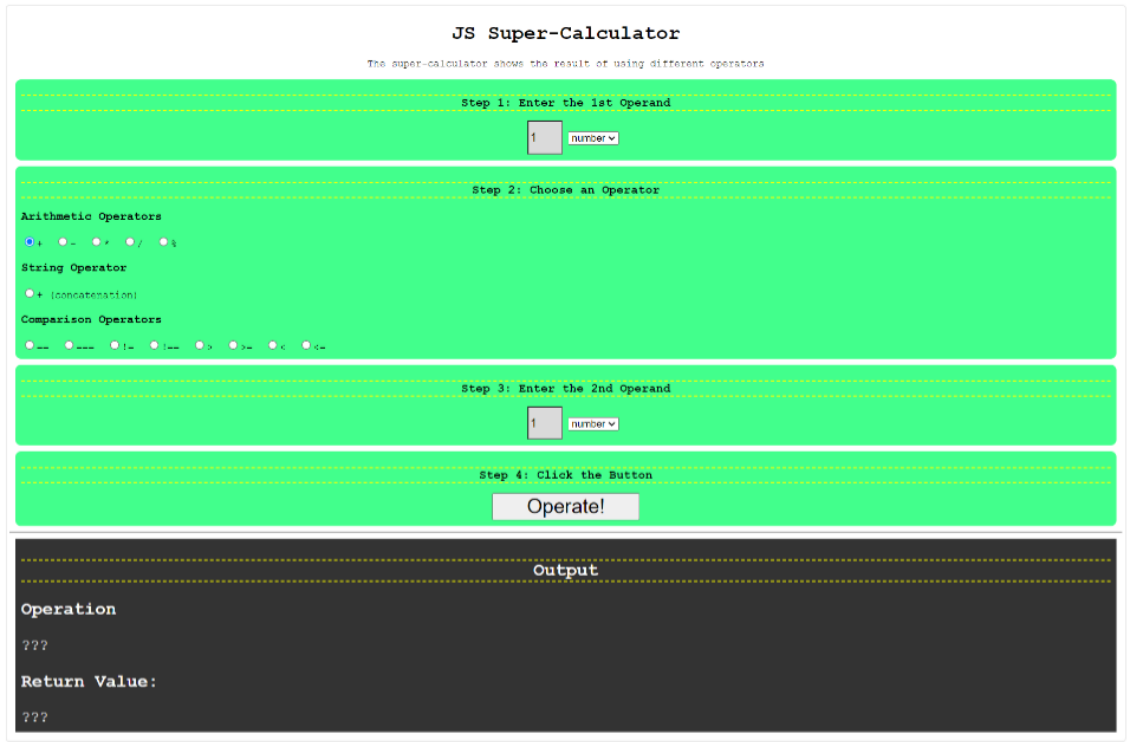 JS Super-Calculator
The super-calculator shows the result of using different operators
Step 1: Enter the 1st Operand
1 number
Step 2: Choose an Operator
Arithmetic Operators
+ - * / %
String Operator
+ (concatenation)
Comparison Operators
== === != !== > >= < <=
Step 3: Enter the 2nd Operand
1 number
Step 4: Click the Button
Operate!
Output
Operation
???
Return Value:
???